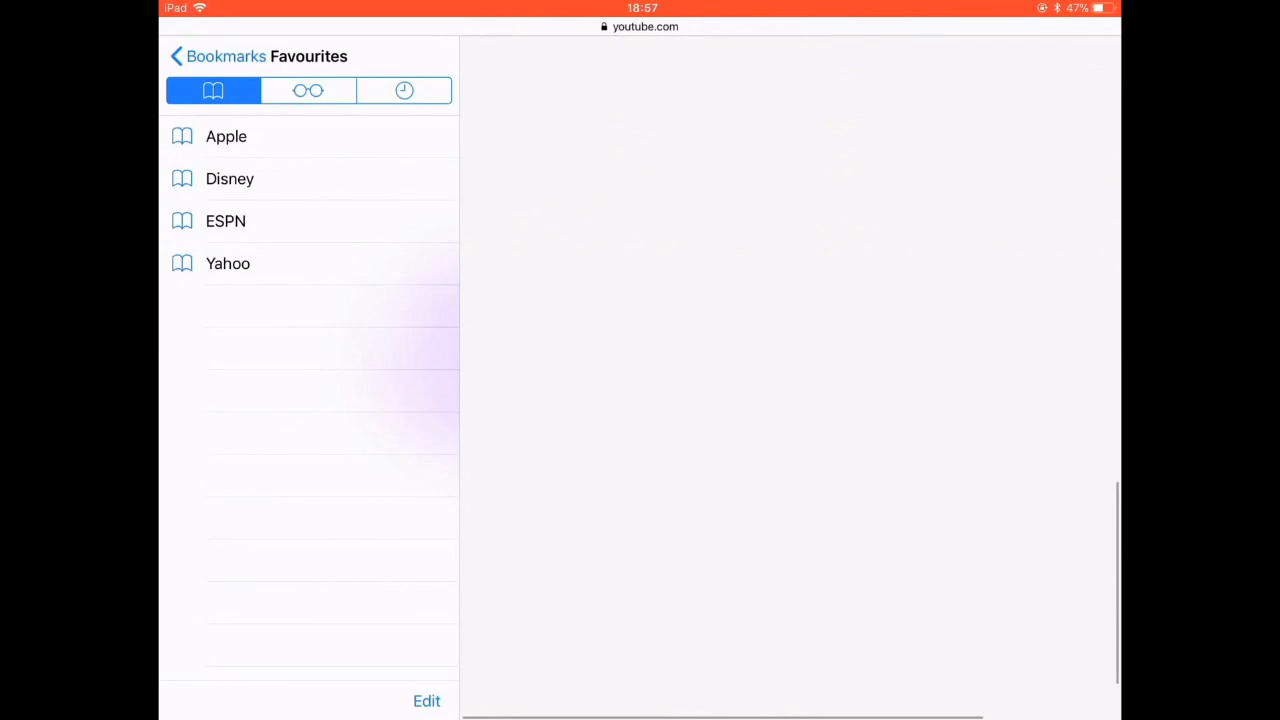 iPad 18:57 47%
youtube.com
Bookmarks Favourites
Apple
Disney
ESPN
Yahoo
Edit